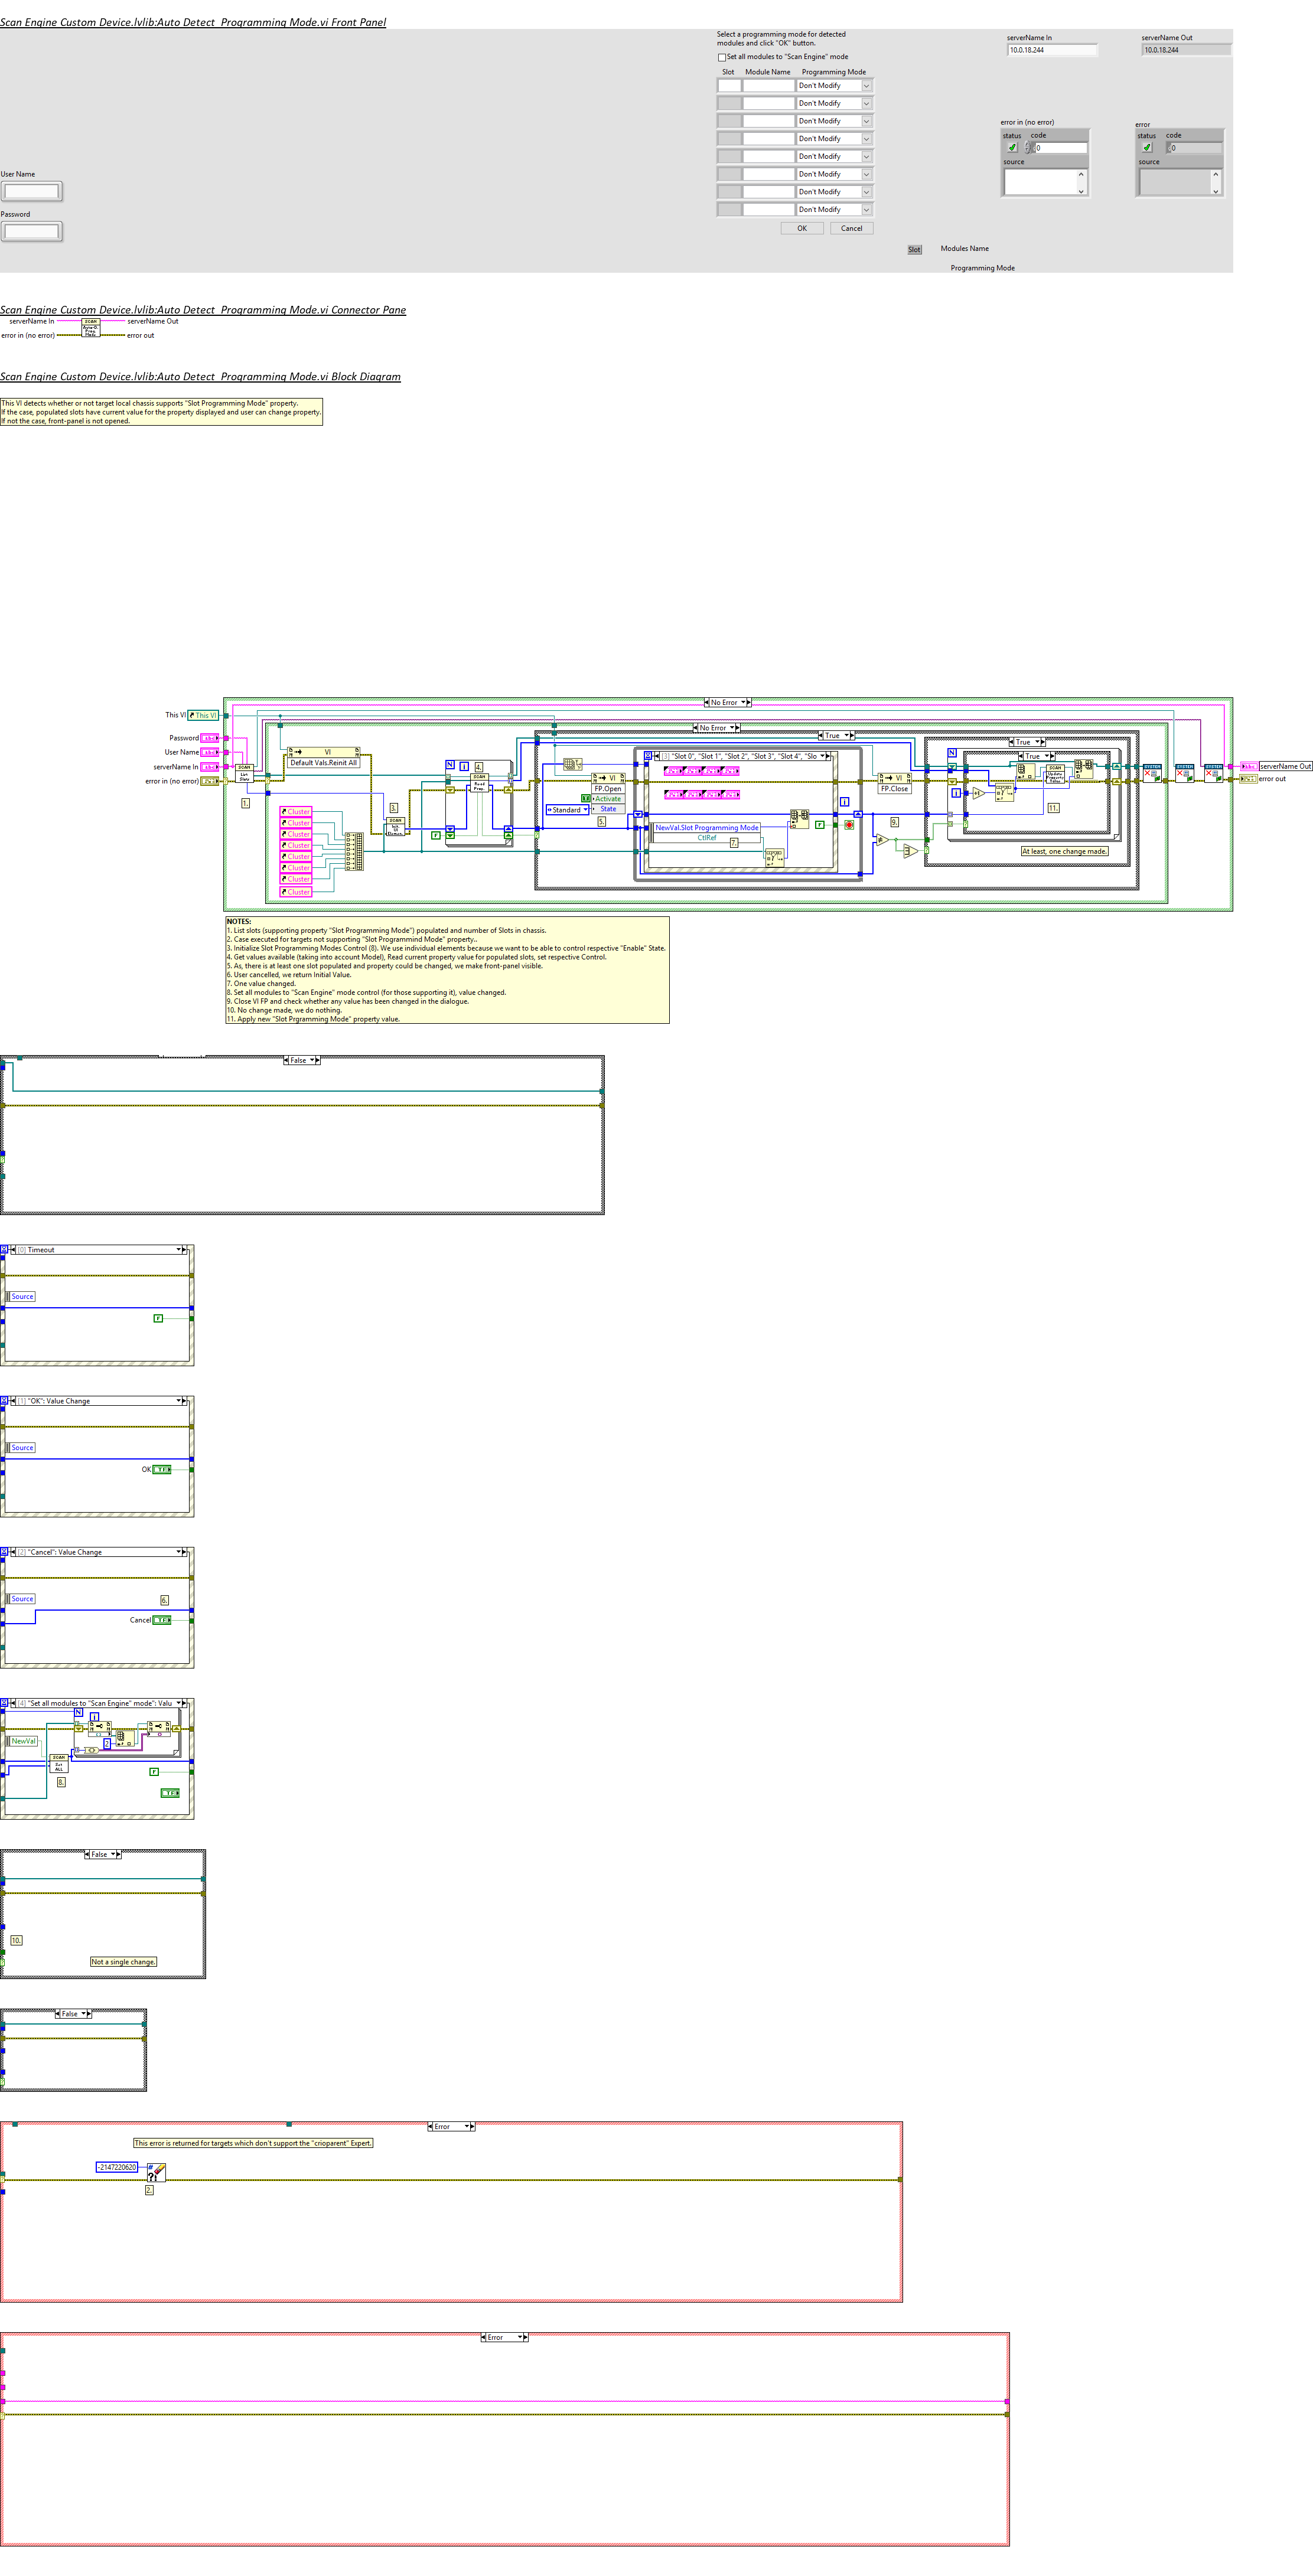 Scan Engine Custom Device.lvlib:Auto Detect Programming Mode.vi Front Panel
Select a programming mode for detected
modules and click "OK" button.
Set all modules to "Scan Engine" mode
Slot Module Name Programming Mode
Don't Modify
Don't Modify
Don't Modify
Don't Modify
Don't Modify
Don't Modify
Don't Modify
Don't Modify
OK Cancel
serverName In
10.0.18.244
serverName Out
10.0.18.244
error in (no error)
status code
0
source
error
status code
0
source
User Name
Password
Slot
Modules Name
Programming Mode
Scan Engine Custom Device.lvlib:Auto Detect Programming Mode.vi Connector Pane
serverName In
serverName Out
error in (no error)
error out
Scan Engine Custom Device.lvlib:Auto Detect Programming Mode.vi Block Diagram
This VI detects whether or not target local chassis supports "Slot Programming Mode" property.
If the case, populated slots have current value for the property displayed and user can change property.
If not the case, front-panel is not opened.
No Error
This VI
This VI
Password
User Name
serverName In
error in (no error)
1.
VI
Default Vals.Reinit All
Cluster
Cluster
Cluster
Cluster
Cluster
Cluster
Cluster
Cluster
3.
N
i
4.
F
No Error
True
VI
FP.Open
Activate
State
Standard
5.
[3] "Slot 0", "Slot 1", "Slot 2", "Slot 3", "Slot 4", "Slo
NewVal.Slot Programming Mode
CtlRef
7.
F
i
VI
FP.Close
9.
True
N
True
i
11.
At least, one change made.
serverName Out
error out
NOTES:
1. List slots (supporting property "Slot Programming Mode") populated and number of Slots in chassis.
2. Case executed for targets not supporting "Slot Programmind Mode" property..
3. Initialize Slot Programming Modes Control (8). We use individual elements because we want to be able to control respective "Enable" State.
4. Get values available (taking into account Model), Read current property value for populated slots, set respective Control.
5. As, there is at least one slot populated and property could be changed, we make front-panel visible.
6. User cancelled, we return Initial Value.
7. One value changed.
8. Set all modules to "Scan Engine" mode control (for those supporting it), value changed.
9. Close VI FP and check whether any value has been changed in the dialogue.
10. No change made, we do nothing.
11. Apply new "Slot Prgramming Mode" property value.
False
[0] Timeout
Source
F
[1] "OK": Value Change
Source
OK
[2] "Cancel": Value Change
Source
6.
Cancel
[4] "Set all modules to "Scan Engine" mode": Valu
N
i
NewVal
2
8.
F
False
10.
Not a single change.
False
Error
This error is returned for targets which don't support the "crioparent" Expert.
-2147220620
2.
Error